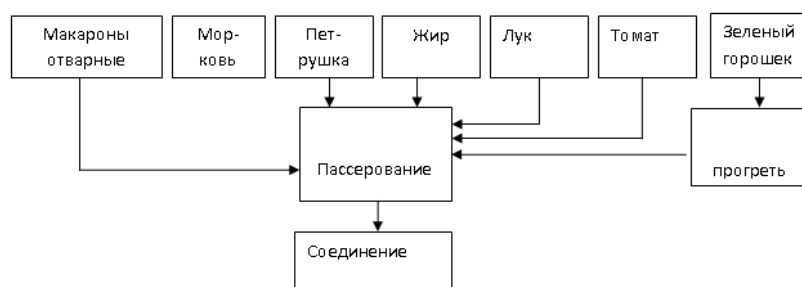 Макароны
отварные
Мор-
ковь
Пет-
рушка
Жир
Лук
Томат
Зеленый
горошек
Пассерование
прогреть
Соединение